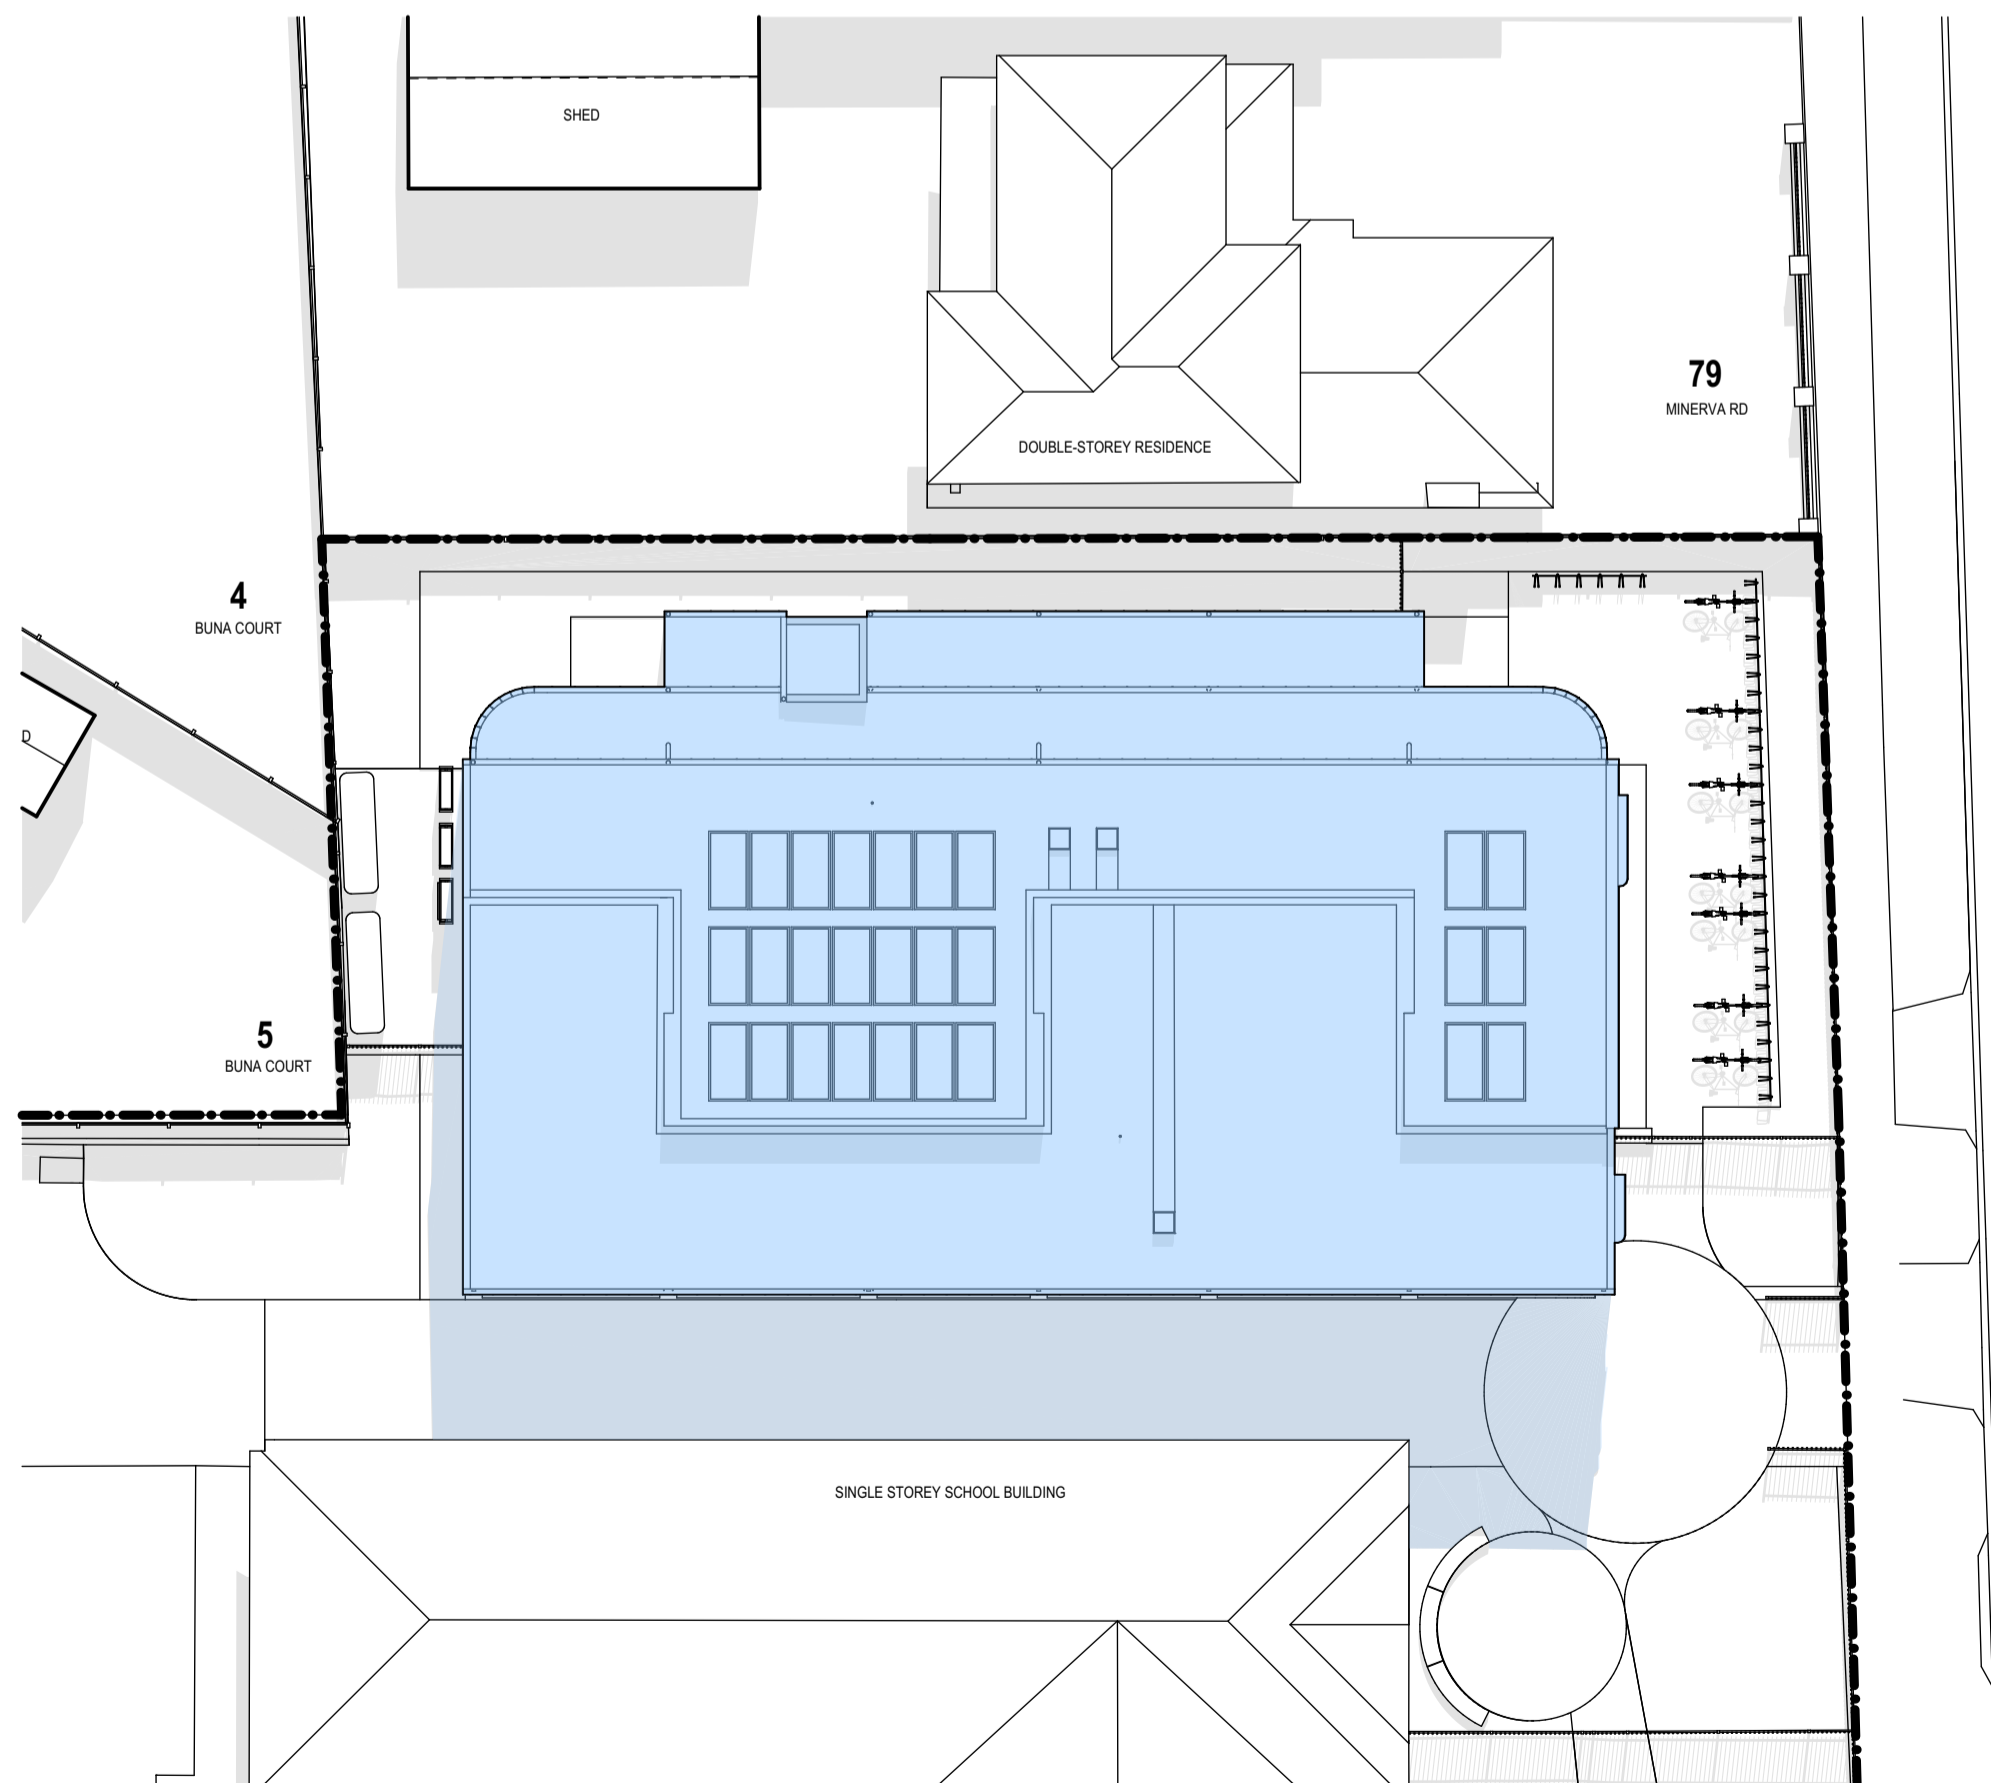 SHED
79
MINERVA RD
DOUBLE-STOREY RESIDENCE
4
BUNA COURT
D
5
BUNA COURT
SINGLE STOREY SCHOOL BUILDING